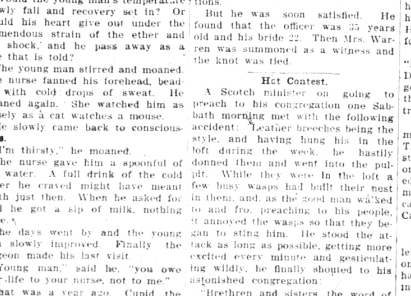 around the young man's temperature
wly fall and recovery set in? Or
uld his heart give out under the
mendous strain of the ether and
shock, and he pass away as a
e that is told?
he young man stirred and moaned.
e nurse fanned his forehead, bead-
with cold drops of sweat. He
aned again. She watched him as
sely as a cat watches a mouse.
e slowly came back to conscious-
s.
I'm thirsty," he moaned.
he nurse gave him a spoonful of
water. A full drink of the cold
er he craved might have meant
th just then. When he asked for
he got a sip of milk, nothing
he days went by and the young
slowly improved. Finally the
geon made his last visit.
Young man," said he, "you owe
r life to your nurse, not to me."
hat was a year ago. Cupid the
tions.
But he was soon satisfied. He
found that the officer was 35 years
old and his bride 22. Then Mrs. War-
ren was summoned as a witness and
the knot was tied.
Hot Contest.
A Scotch minister on going to
preach to his congregation one Sab-
bath morning met with the following
accident: Leather breeches being the
style, and having hung his in the
loft during the week, he hastily
donned them and went into the pul-
pit. While they were in the loft a
few busy wasps had built their nest
in them, and, as the good man walked
to and fro, preaching to his people,
it annoyed the wasps so that they be-
gan to sting him. He stood the at-
tack as long as possible, getting more
excited every minute and gesticulat-
ing wildly, he finally shouted to his
astonished congregation:
"Brethren and sisters, the word of